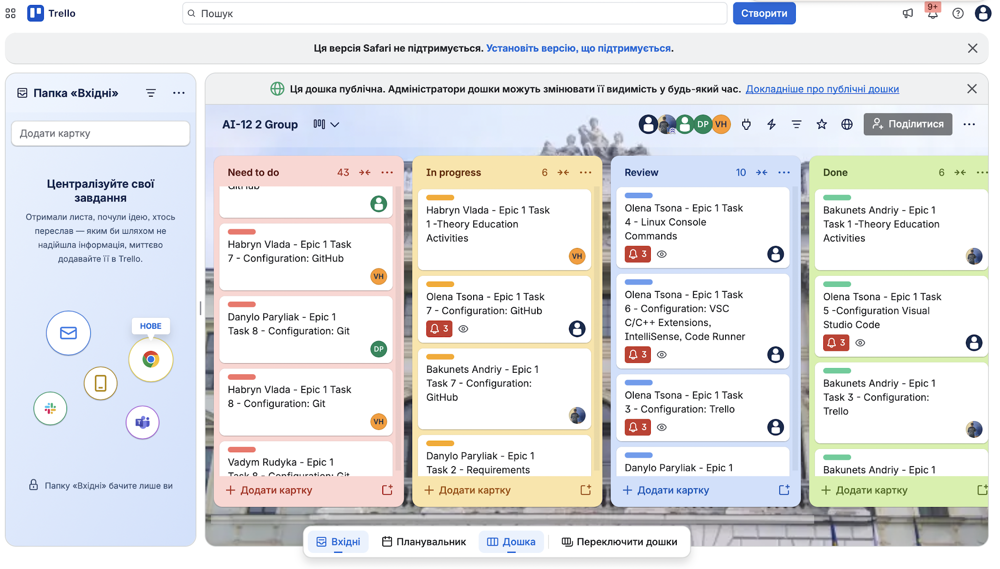 Trello
Пошук
Створити
9+
Ця версія Safari не підтримується. Установіть версію, що підтримується.
Папка «Вхідні»
Додати картку
Централізуйте свої
завдання
Отримали листа, почули ідею, хтось
переслав — яким би шляхом не
надійшла інформація, миттєво
додавайте її в Trello.
НОВЕ
Папку «Вхідні» бачите лише ви
Ця дошка публічна. Адміністратори дошки можуть змінювати її видимість у будь-який час. Докладніше про публічні дошки
AI-12 2 Group
DP
VH
Поділитися
Need to do
43
GitHub
Habryn Vlada - Epic 1 Task
7 - Configuration: GitHub
VH
Danylo Paryliak - Epic 1
Task 8 - Configuration: Git
DP
Habryn Vlada - Epic 1 Task
8 - Configuration: Git
VH
Vadym Rudyka - Epic 1
Task 8 - Configuration: Git
Додати картку
In progress
6
Habryn Vlada - Epic 1 Task
1 -Theory Education
Activities
VH
Olena Tsona - Epic 1 Task
7 - Configuration: GitHub
3
Bakunets Andriy - Epic 1
Task 7 - Configuration:
GitHub
Danylo Paryliak - Epic 1
Task 2 - Requirements
Додати картку
Review
10
Olena Tsona - Epic 1 Task
4 - Linux Console
Commands
3
Olena Tsona - Epic 1 Task
6 - Configuration: VSC
C/C++ Extensions,
IntelliSense, Code Runner
3
Olena Tsona - Epic 1 Task
3 - Configuration: Trello
3
Danylo Paryliak - Epic 1
Додати картку
Done
6
Bakunets Andriy - Epic 1
Task 1 -Theory Education
Activities
Olena Tsona - Epic 1 Task
5 -Configuration Visual
Studio Code
3
Bakunets Andriy - Epic 1
Task 3 - Configuration:
Trello
Bakunets Andriy - Epic 1
Додати картку
Вхідні
Планувальник
Дошка
Переключити дошки